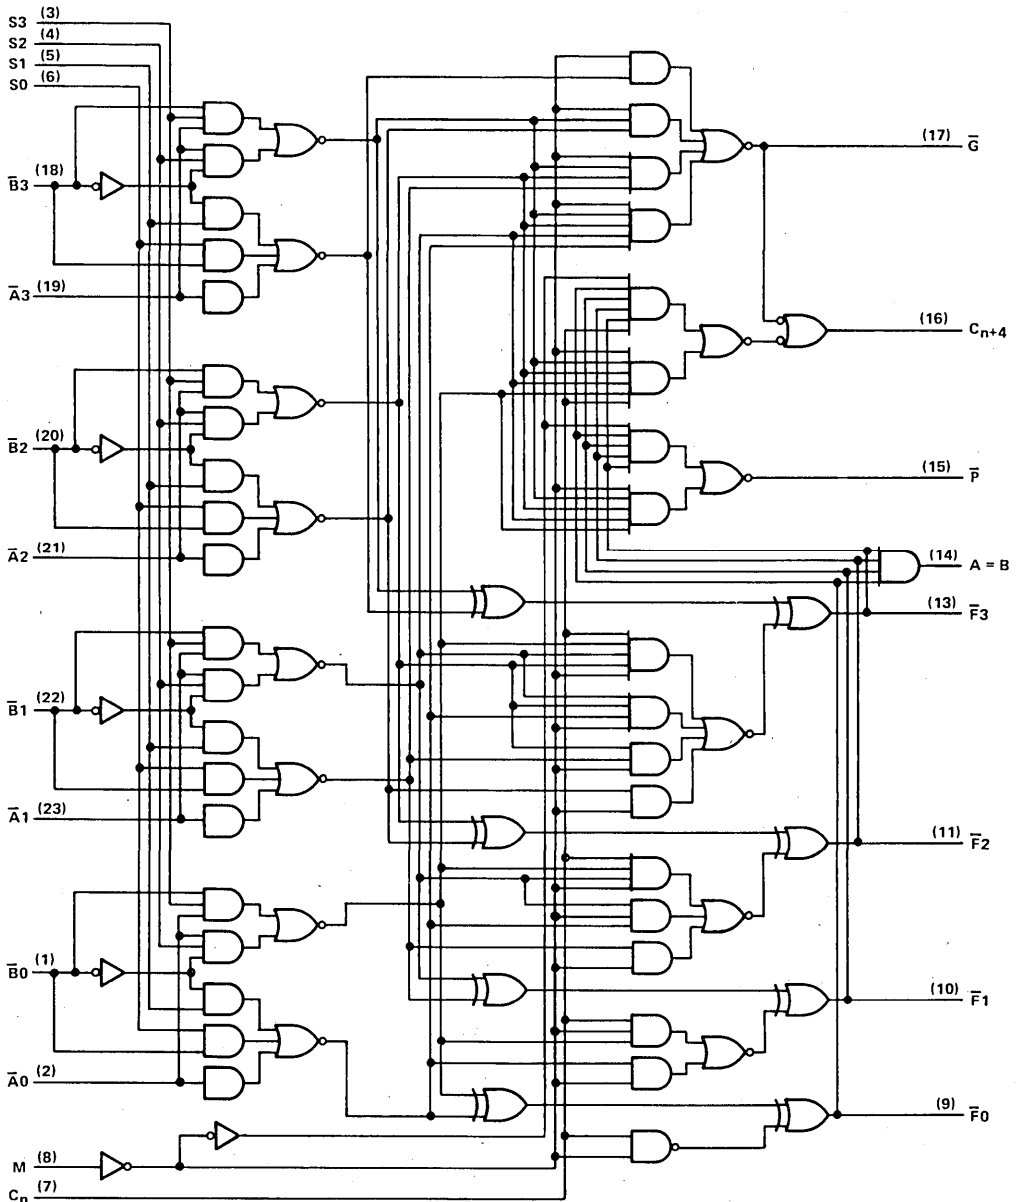 S3 (3)
S2 (4)
S1 (5)
S0 (6)
B̅3 (18)
A̅3 (19)
B̅2 (20)
A̅2 (21)
B̅1 (22)
A̅1 (23)
B̅0 (1)
A̅0 (2)
M (8)
Cn (7)
(17) G̅
(16) Cn+4
(15) P̅
(14) A = B
(13) F̅3
(11) F̅2
(10) F̅1
(9) F̅0